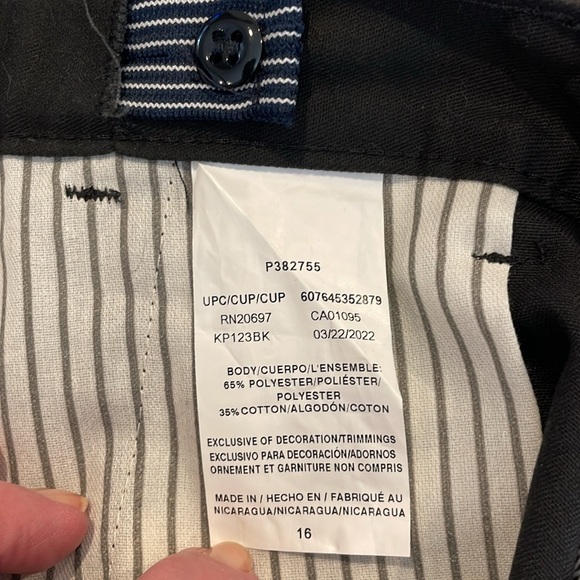 P382755
UPC/CUP/CUP 607645352879
RN20697 CA01095
KP123BK 03/22/2022
BODY/CUERPO/L'ENSEMBLE:
65% POLYESTER/POLIÉSTER/
POLYESTER
35%COTTON/ALGODÓN/COTON
EXCLUSIVE OF DECORATION/TRIMMINGS
EXCLUSIVO PARA DECORACIÓN/ADORNOS
ORNEMENT ET GARNITURE NON COMPRIS
MADE IN / HECHO EN / FABRIQUÉ AU
NICARAGUA/NICARAGUA/NICARAGUA
16